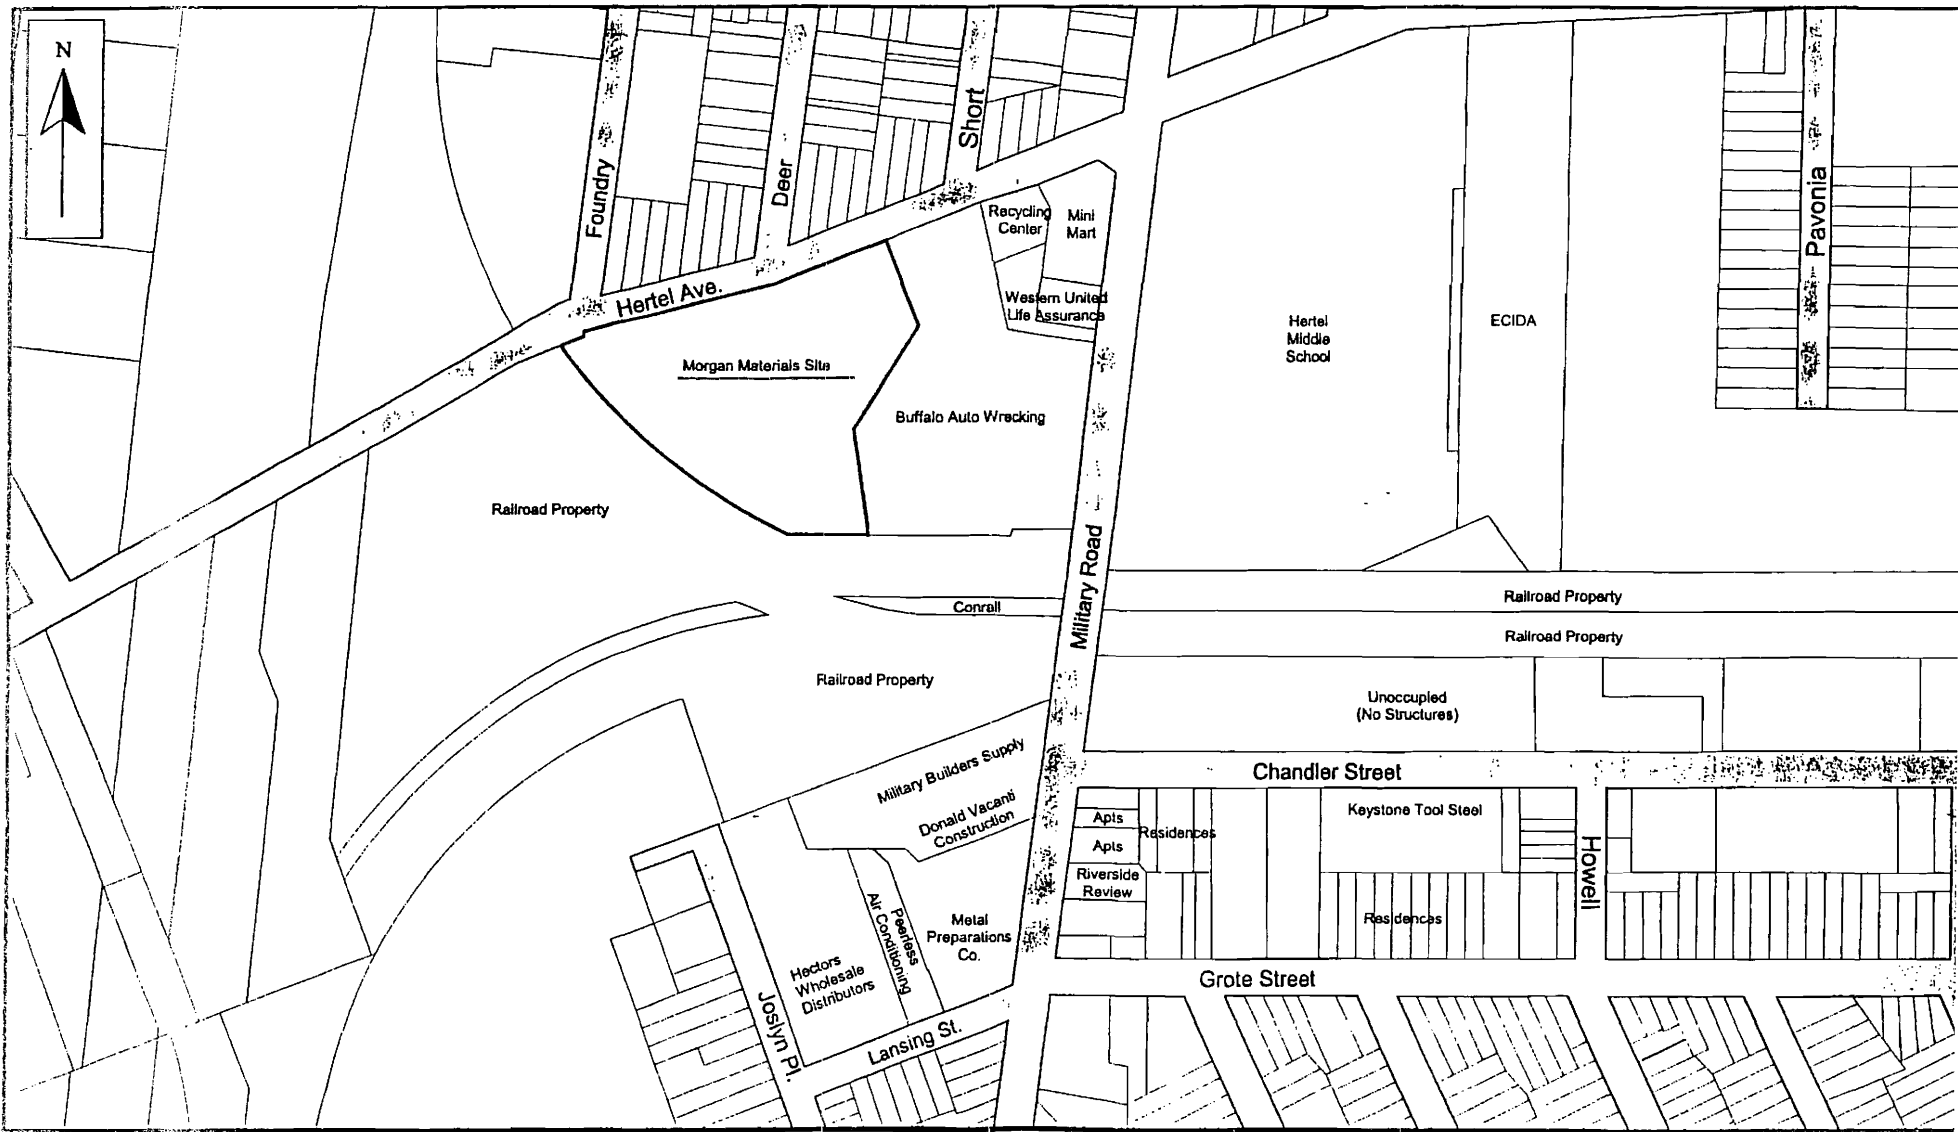 N
Foundry
Deer
Short
Pavonia
Recycling
Center
Mini
Mart
Hertel Ave.
Western United
Life Assurance
Hertel
Middle
School
ECIDA
Morgan Materials Site
Buffalo Auto Wrecking
Railroad Property
Military Road
Conrail
Railroad Property
Railroad Property
Railroad Property
Unoccupied
(No Structures)
Military Builders Supply
Chandler Street
Donald Vacanti
Construction
Apts
Residences
Keystone Tool Steel
Apts
Howell
Riverside
Review
Peerless
Air Conditioning
Metal
Preparations
Co.
Residences
Hectors
Wholesale
Distributors
Grote Street
Joslyn Pl.
Lansing St.